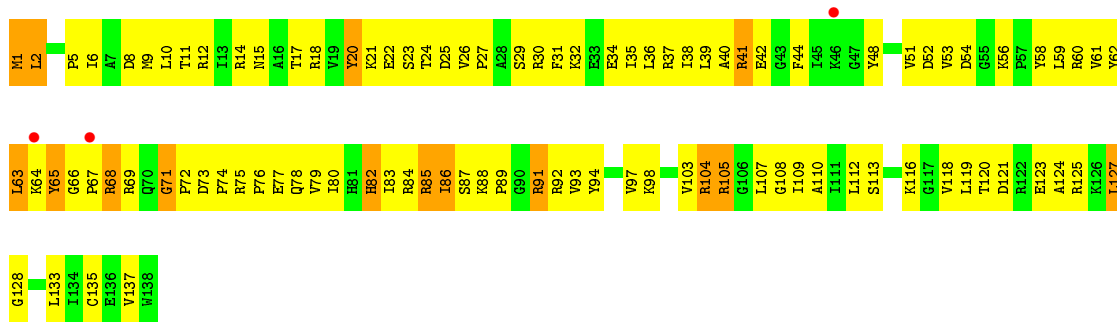 M1 L2 P5 I6 A7 D8 M9 L10 T11 R12 I13 R14 N15 A16 T17 R18 V19 Y20 K21 E22 S23 T24 D25 V26 P27 A28 S29 R30 F31 K32 E33 E34 I35 L36 R37 I38 L39 A40 R41 E42 G43 F44 I45 K46 G47 Y48 V51 D52 V53 D54 G55 K56 P57 Y58 L59 R60 V61 Y62
L63 K64 Y65 G66 P67 R68 R69 Q70 G71 P72 D73 P74 R75 P76 E77 Q78 V79 I80 H81 H82 I83 R84 R85 I86 S87 K88 P89 G90 R91 R92 V93 Y94 V97 K98 V103 R104 R105 G106 L107 G108 I109 A110 I111 L112 S113 K116 G117 V118 L119 T120 D121 R122 E123 A124 R125 K126 L127
G128 L133 I134 C135 E136 V137 W138